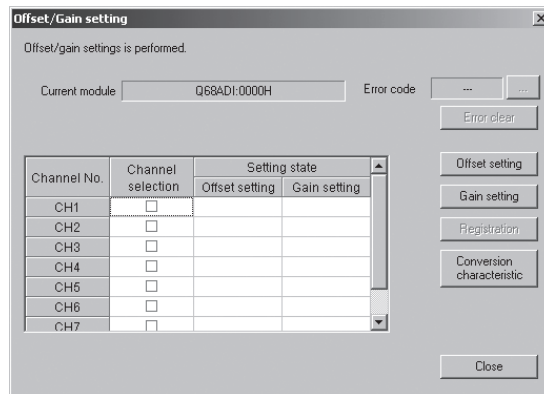 Offset/Gain setting
Offset/gain settings is performed.
Current module Q68ADI:0000H Error code --- ...
Error clear
Channel No. Channel selection Setting state
Offset setting Gain setting
CH1
CH2
CH3
CH4
CH5
CH6
CH7
Offset setting
Gain setting
Registration
Conversion
characteristic
Close